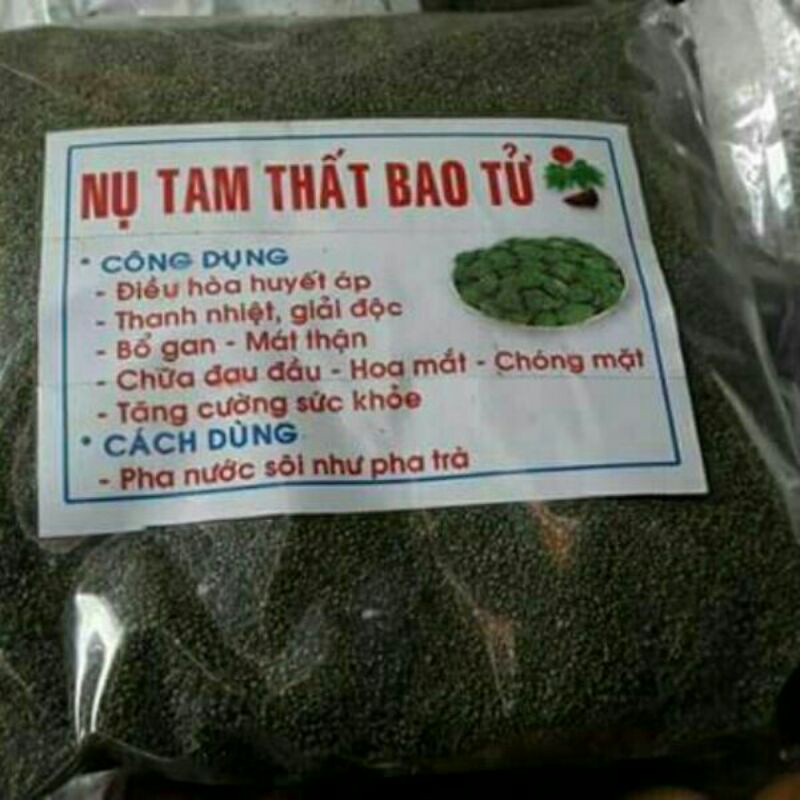 NỤ TAM THẤT BAO TỬ
• CÔNG DỤNG
- Điều hòa huyết áp
- Thanh nhiệt, giải độc
- Bổ gan - Mát thận
- Chữa đau đầu - Hoa mắt - Chóng mặt
- Tăng cường sức khỏe
• CÁCH DÙNG
- Pha nước sôi như pha trà